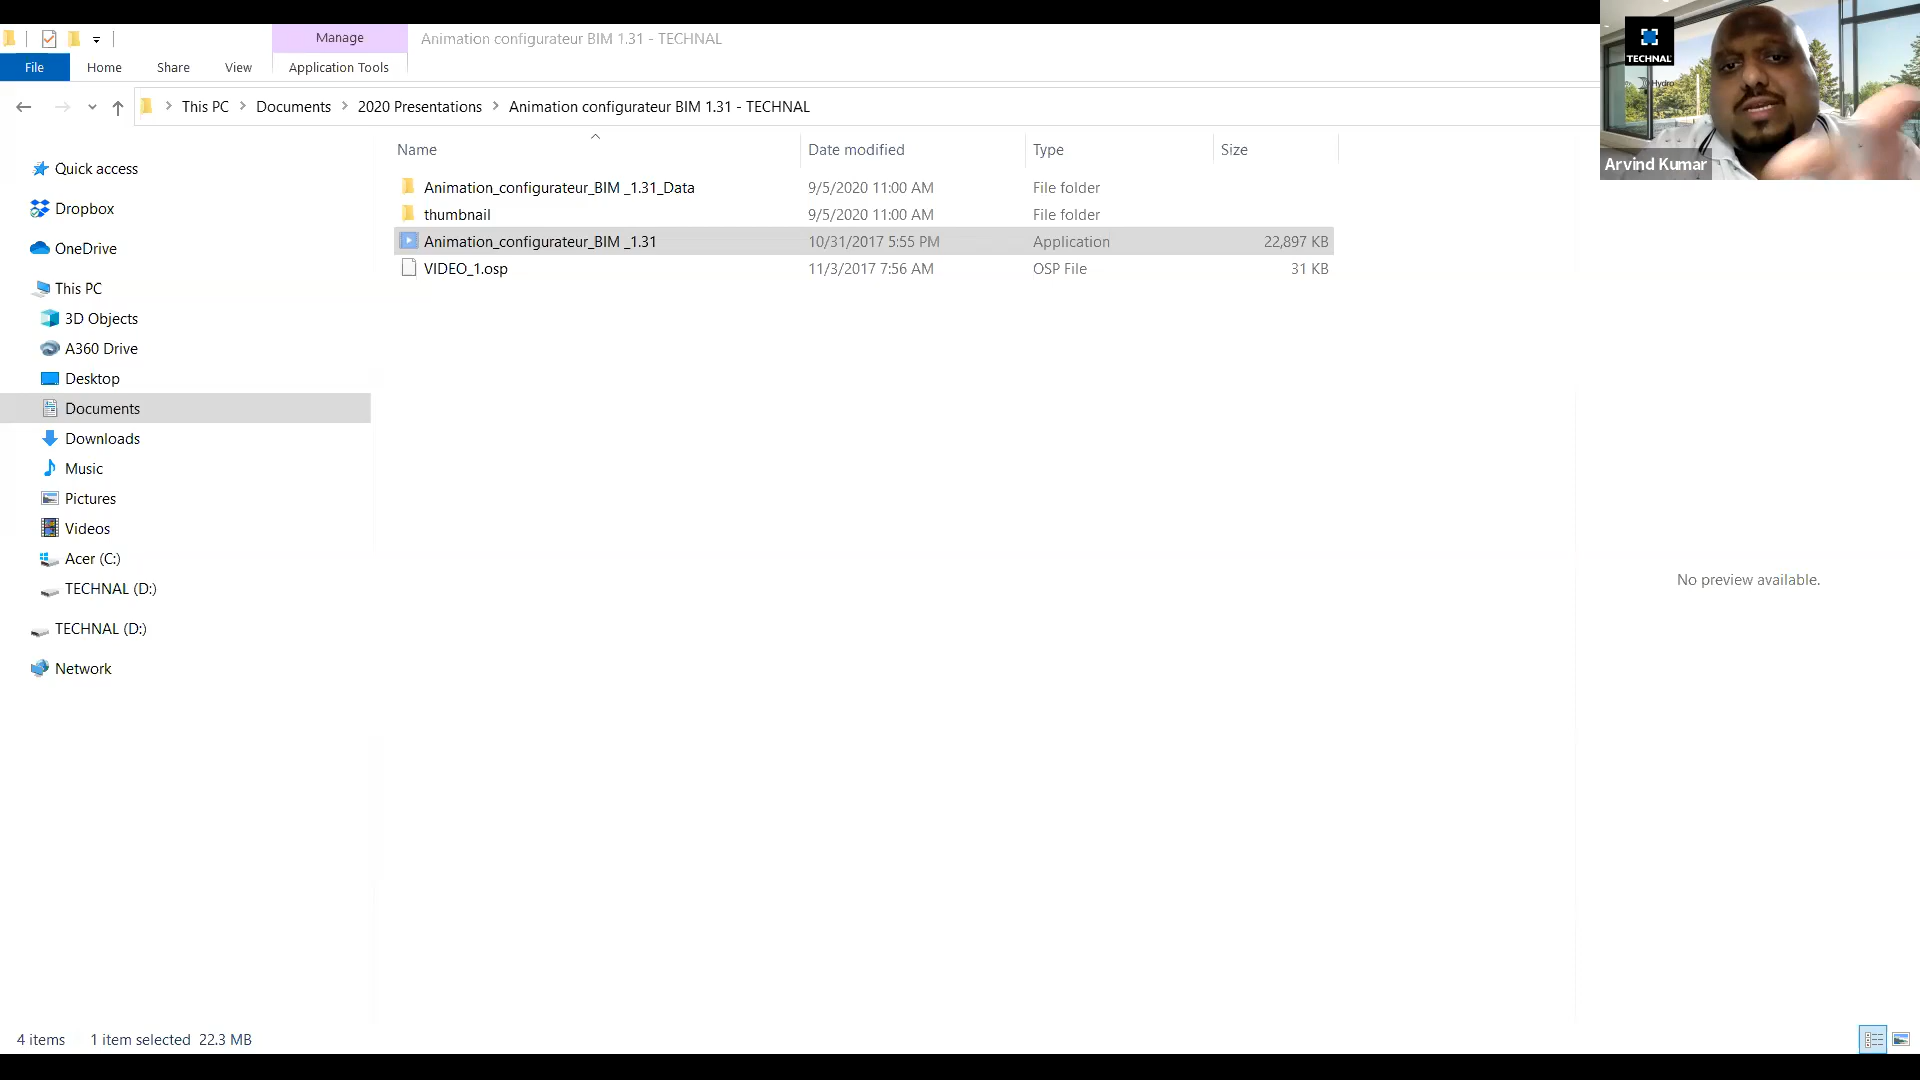 Manage
Animation configurateur BIM 1.31 - TECHNAL
File Home Share View Application Tools
This PC Documents 2020 Presentations Animation configurateur BIM 1.31 - TECHNAL
Name Date modified Type Size
Animation_configurateur_BIM _1.31_Data 9/5/2020 11:00 AM File folder
thumbnail 9/5/2020 11:00 AM File folder
Animation_configurateur_BIM _1.31 10/31/2017 5:55 PM Application 22,897 KB
VIDEO_1.osp 11/3/2017 7:56 AM OSP File 31 KB
Quick access
Dropbox
OneDrive
This PC
3D Objects
A360 Drive
Desktop
Documents
Downloads
Music
Pictures
Videos
Acer (C:)
TECHNAL (D:)
TECHNAL (D:)
Network
No preview available.
4 items 1 item selected 22.3 MB
TECHNAL
Hydro
Arvind Kumar